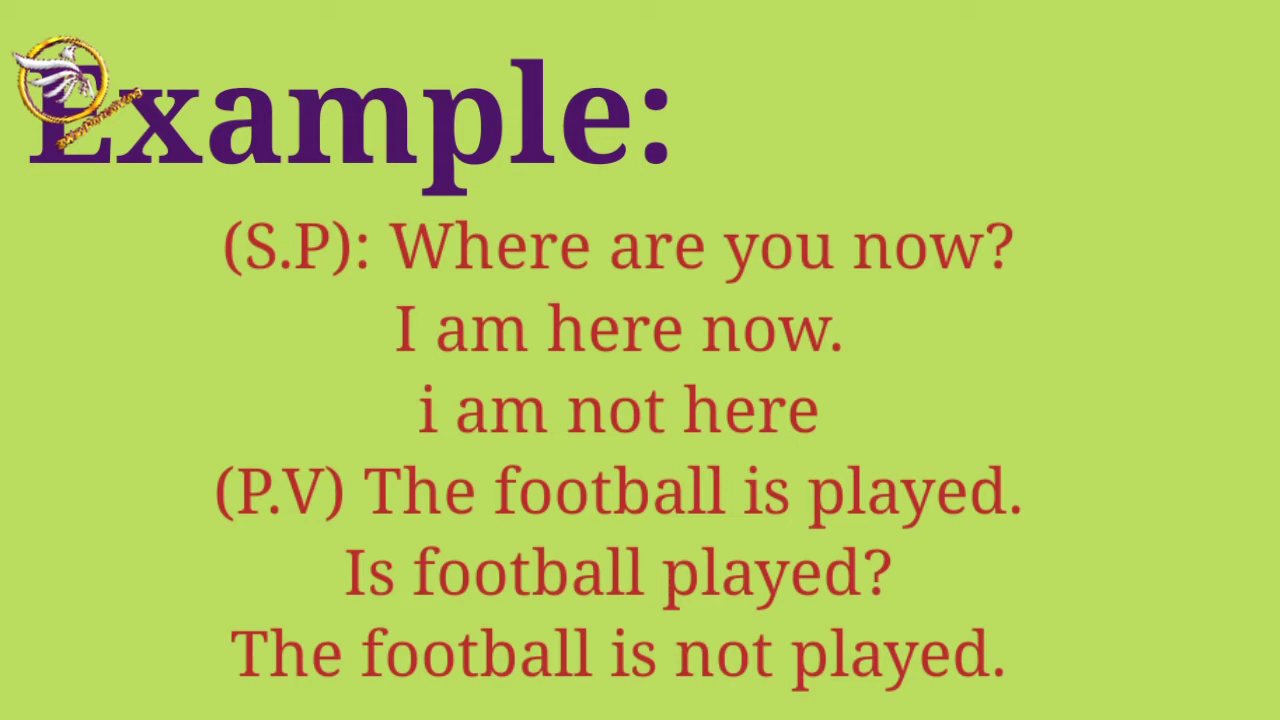 Example:
(S.P): Where are you now?
I am here now.
i am not here
(P.V) The football is played.
Is football played?
The football is not played.